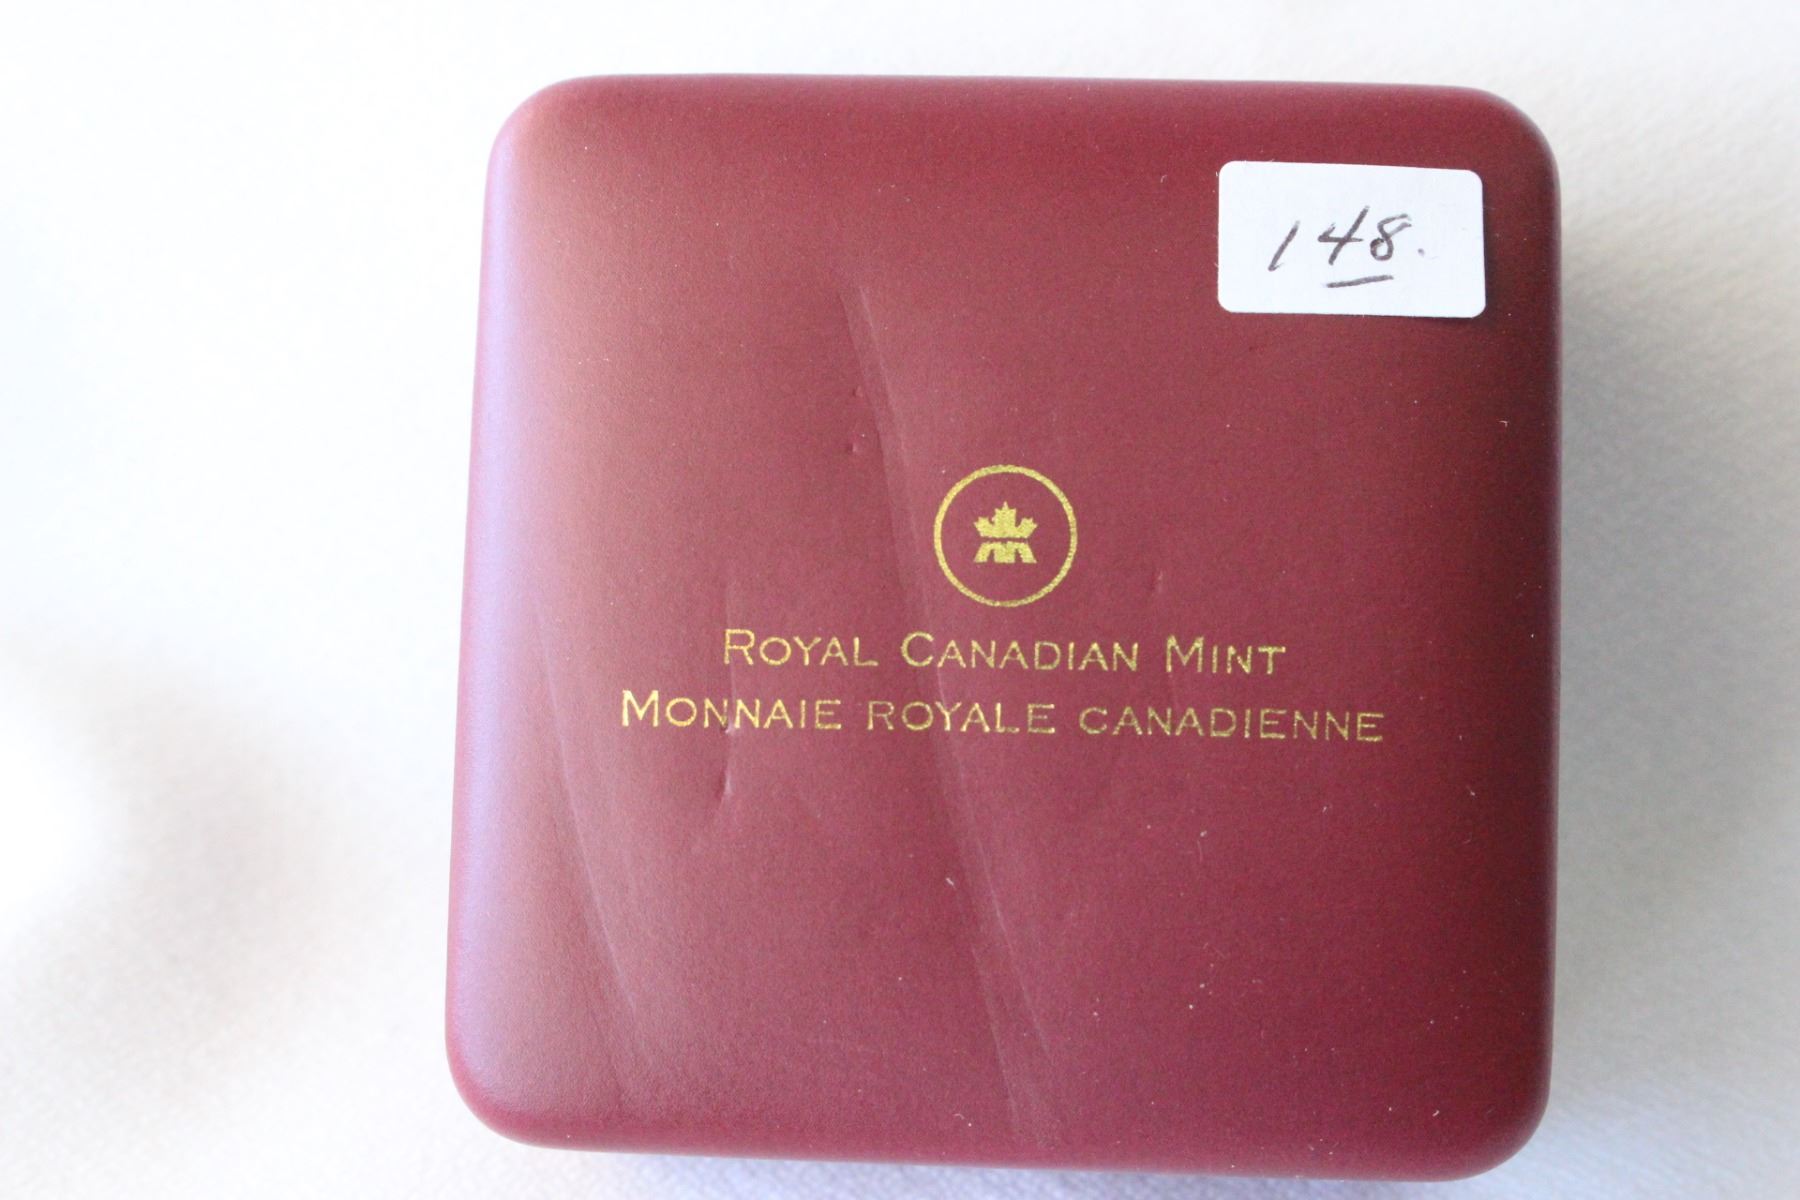 148.
ROYAL CANADIAN MINT
MONNAIE ROYALE CANADIENNE